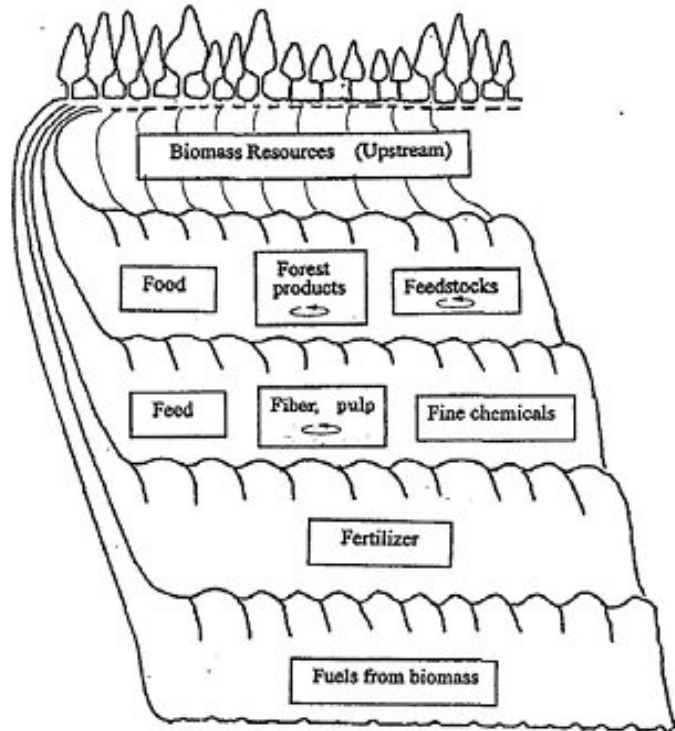 Biomass Resources (Upstream)
Food
Forest
products
Feedstocks
Feed
Fiber, pulp
Fine chemicals
Fertilizer
Fuels from biomass